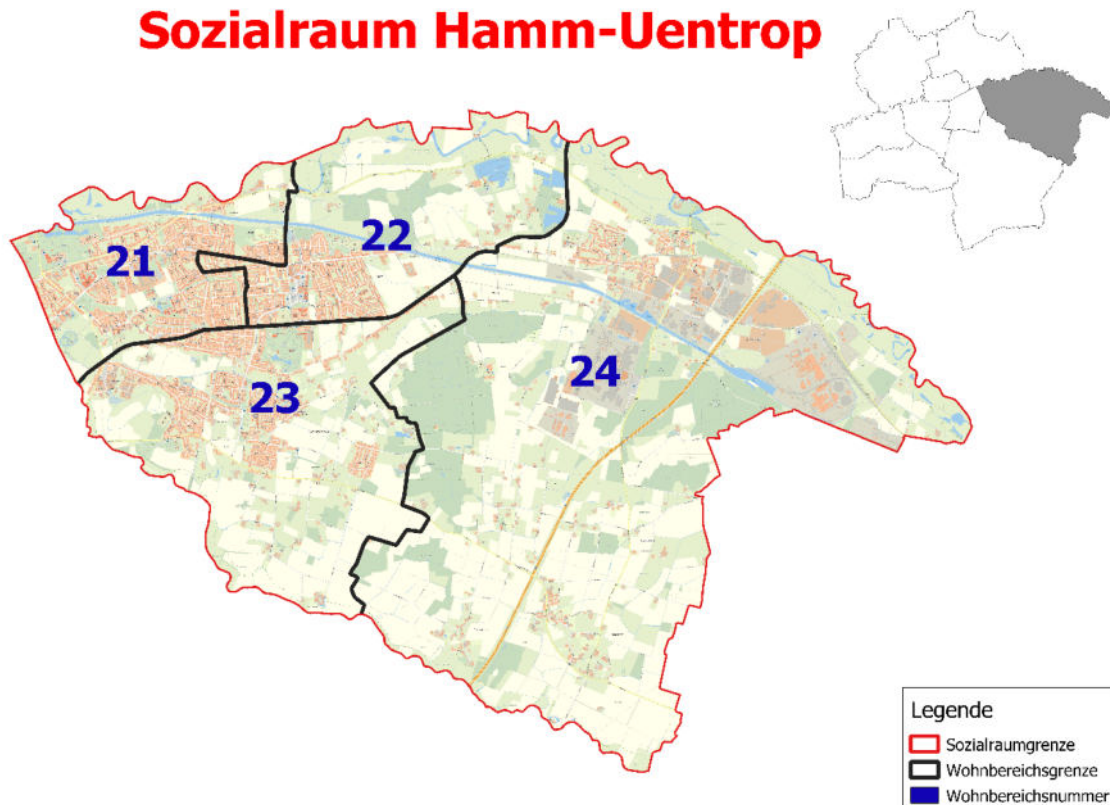 Sozialraum Hamm-Uentrop
21
22
23
24
Legende
Sozialraumgrenze
Wohnbereichsgrenze
Wohnbereichsnummer